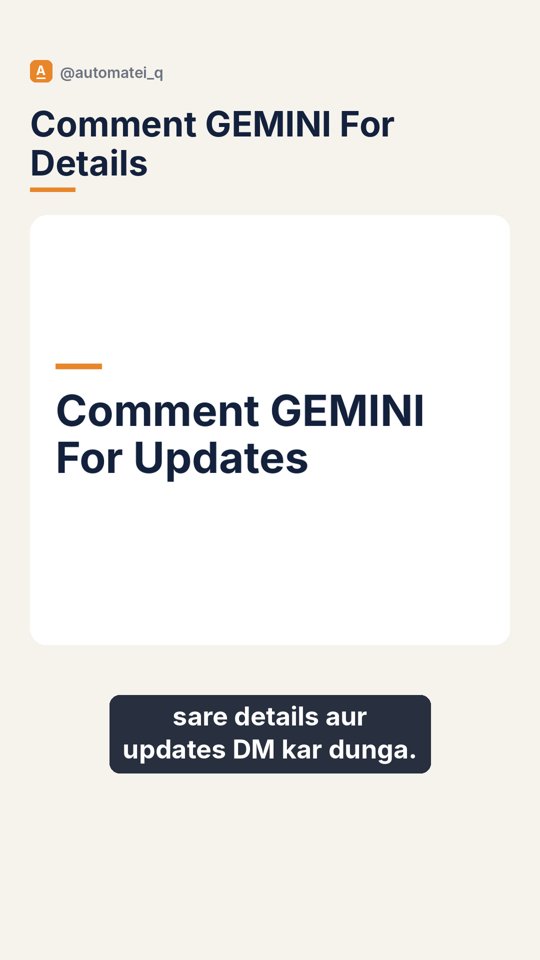 A
@automatei_q
Comment GEMINI For
Details
Comment GEMINI
For Updates
sare details aur
updates DM kar dunga.